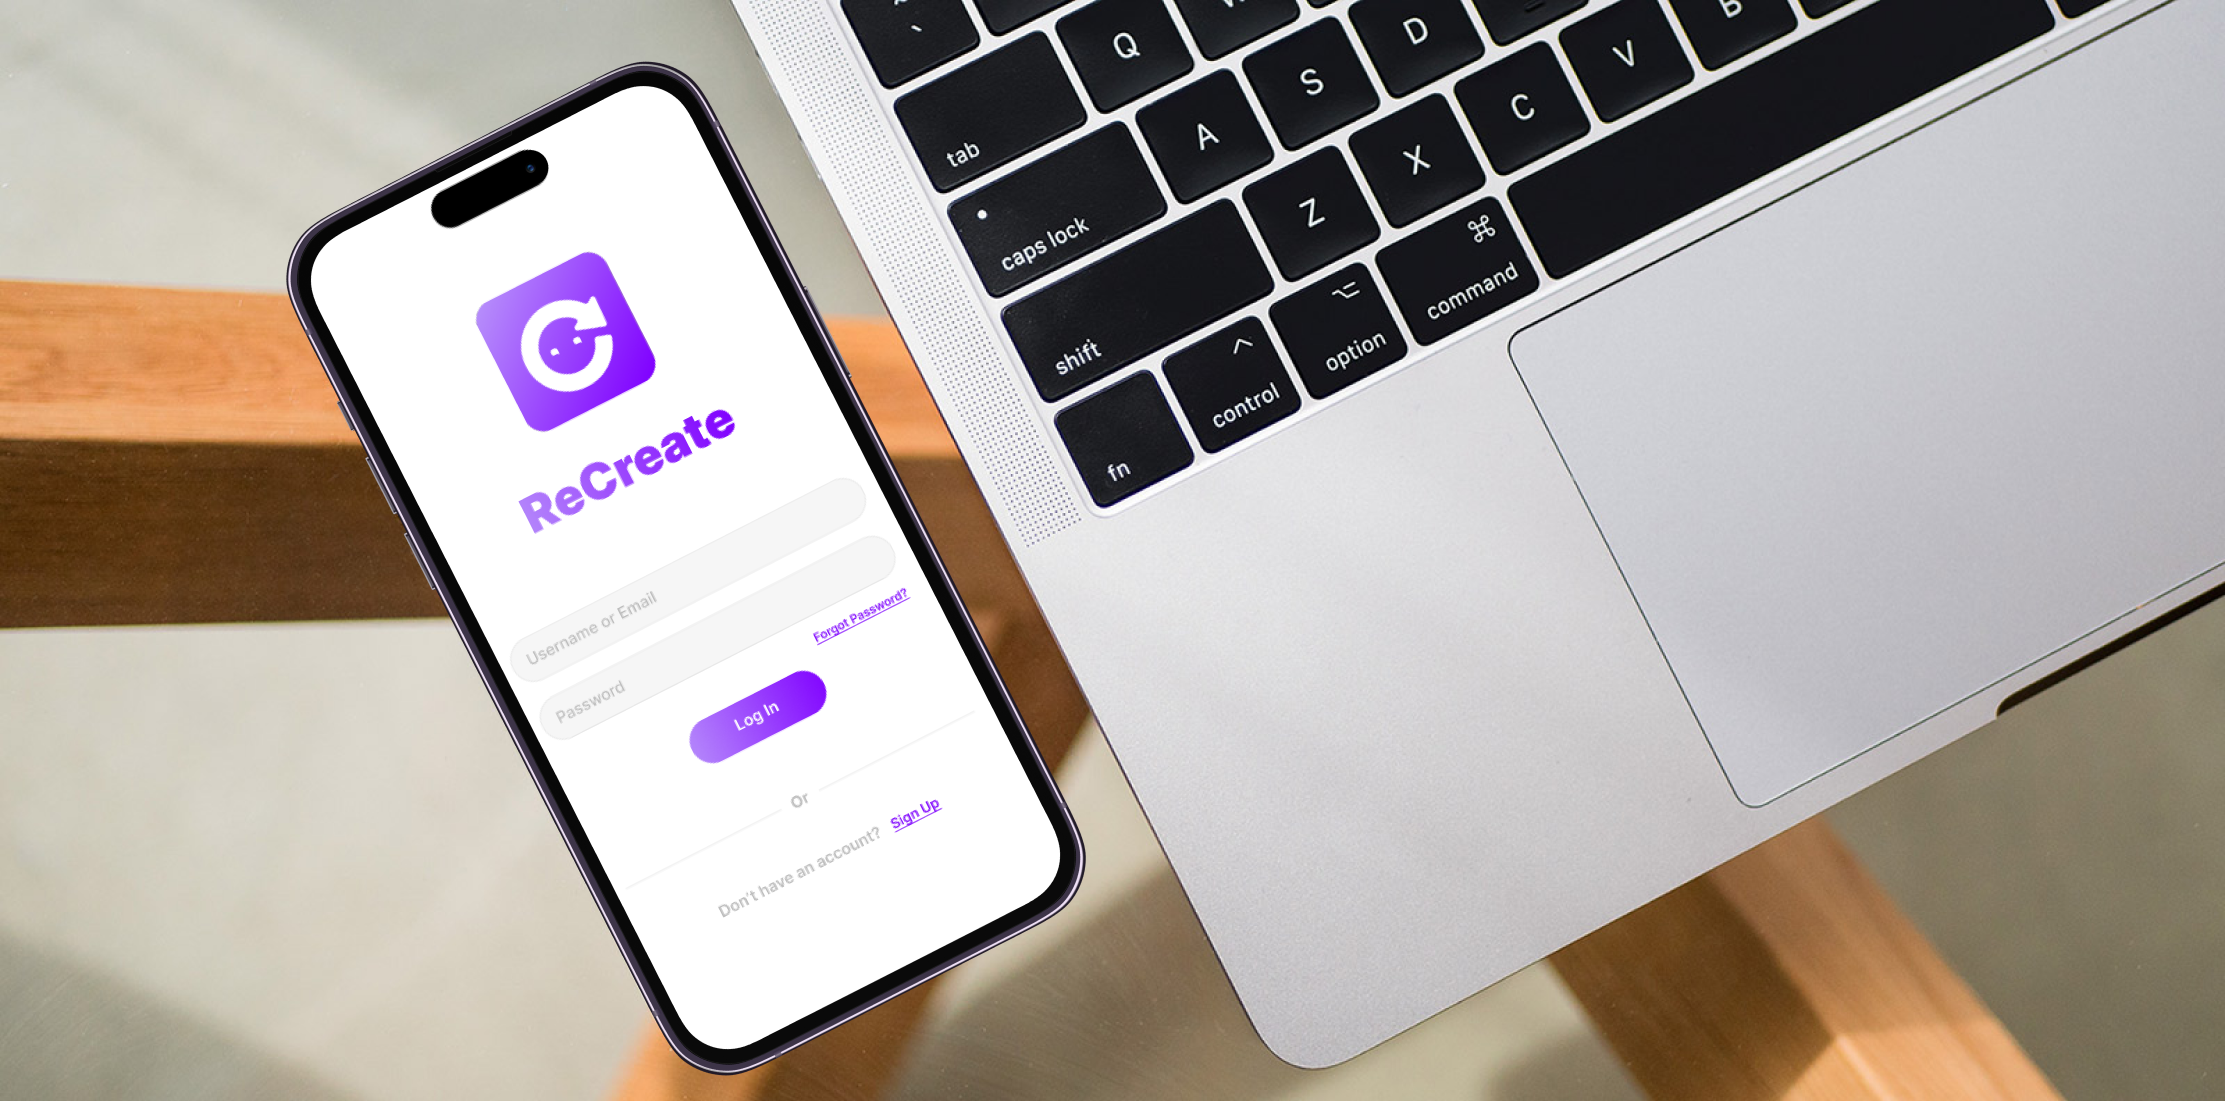 ReCreate
Username or Email
Password
Forgot Password?
Log In
Or
Don't have an account? Sign Up
Q
D
V
B
tab
A
S
C
caps lock
Z
X
shift
command
fn
control
option